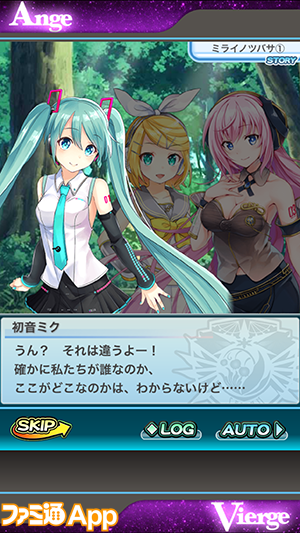 Ange
ミライノツバサ①
STORY
初音ミク
うん？　それは違うよー！
確かに私たちが誰なのか、
ここがどこなのかは、わからないけど……
SKIP
LOG
AUTO
ファミ通App
Vierge